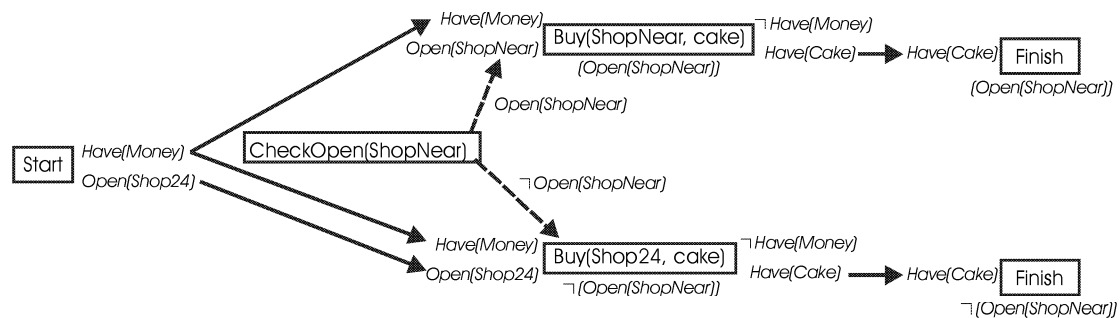 Have(Money)
Buy(ShopNear, cake)
¬Have(Money)
Open(ShopNear)
Have(Cake)
Have(Cake)
Finish
(Open(ShopNear))
(Open(ShopNear))
Open(ShopNear)
CheckOpen(ShopNear)
Start
Have(Money)
Open(Shop24)
¬Open(ShopNear)
Have(Money)
Buy(Shop24, cake)
¬Have(Money)
Open(Shop24)
Have(Cake)
Have(Cake)
Finish
¬(Open(ShopNear))
¬(Open(ShopNear))